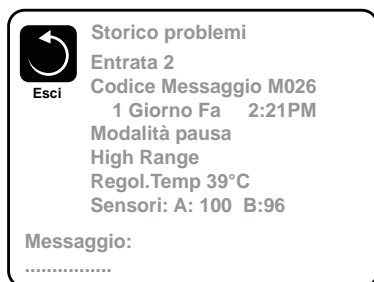 Storico problemi
Entrata 2
Esci
Codice Messaggio M026
1 Giorno Fa 2:21PM
Modalità pausa
High Range
Regol.Temp 39°C
Sensori: A: 100 B:96
Messaggio:
................